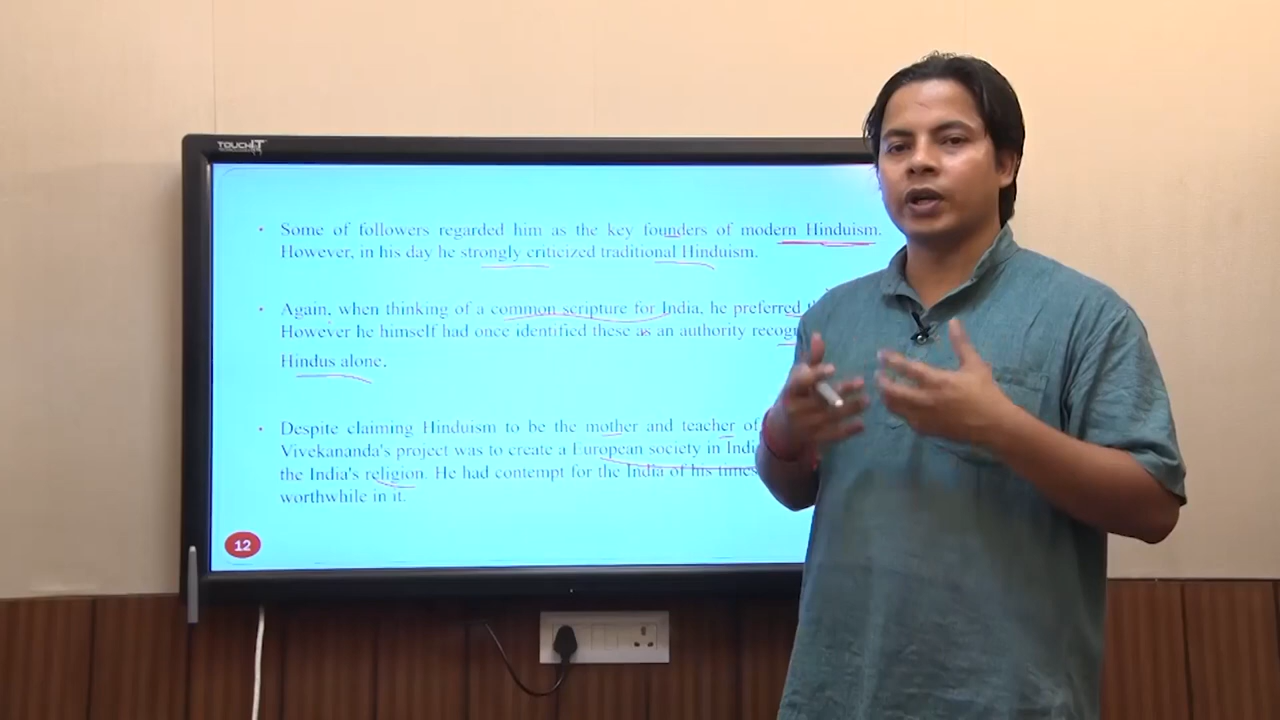 TOUCHIT
Some of followers regarded him as the key founders of modern Hinduism.
However, in his day he strongly criticized traditional Hinduism.
Again, when thinking of a common scripture for India, he preferred
However he himself had once identified these as an authority
Hindus alone.
Despite claiming Hinduism to be the mother and teacher of
Vivekananda's project was to create a European society in
the India's religion. He had contempt for the India of his times
worthwhile in it.
12